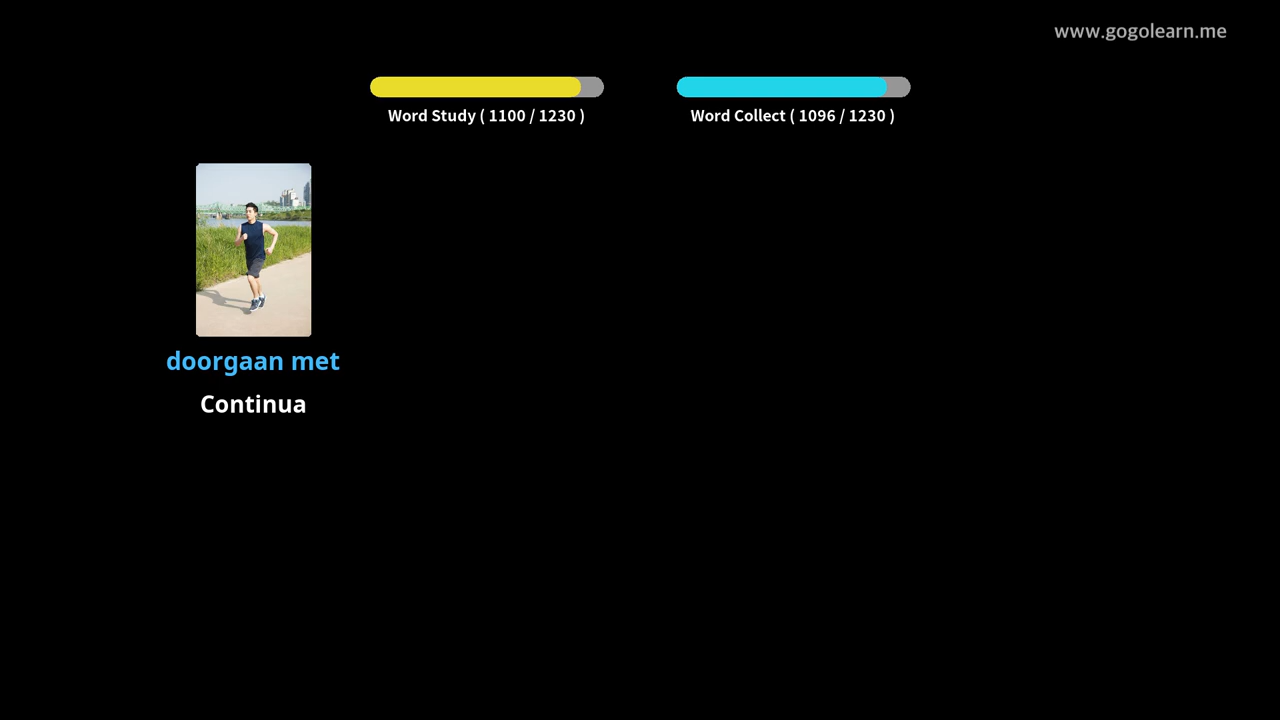 www.gogolearn.me
Word Study ( 1100 / 1230 )
Word Collect ( 1096 / 1230 )
doorgaan met
Continua